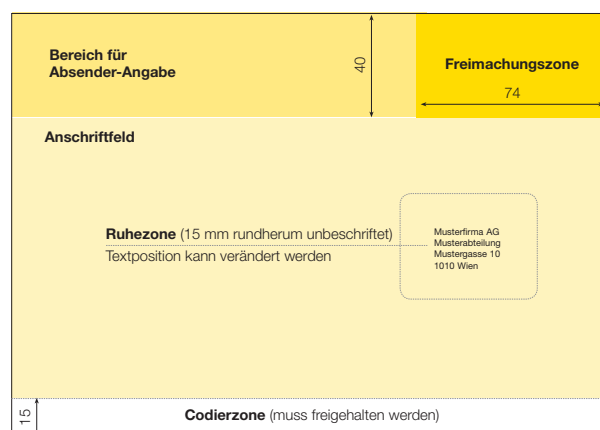 Bereich für
Absender-Angabe
40
Freimachungszone
74
Anschriftfeld
Ruhezone (15 mm rundherum unbeschriftet)
Textposition kann verändert werden
Musterfirma AG
Musterabteilung
Mustergasse 10
1010 Wien
15
Codierzone (muss freigehalten werden)